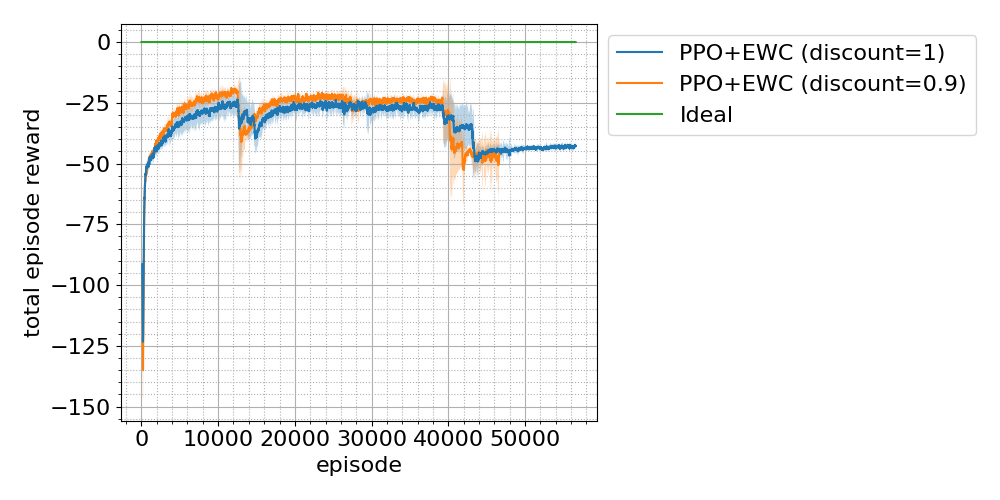 0
−25
−50
−75
−100
−125
−150
total episode reward
0
10000
20000
30000
40000
50000
episode
PPO+EWC (discount=1)
PPO+EWC (discount=0.9)
Ideal